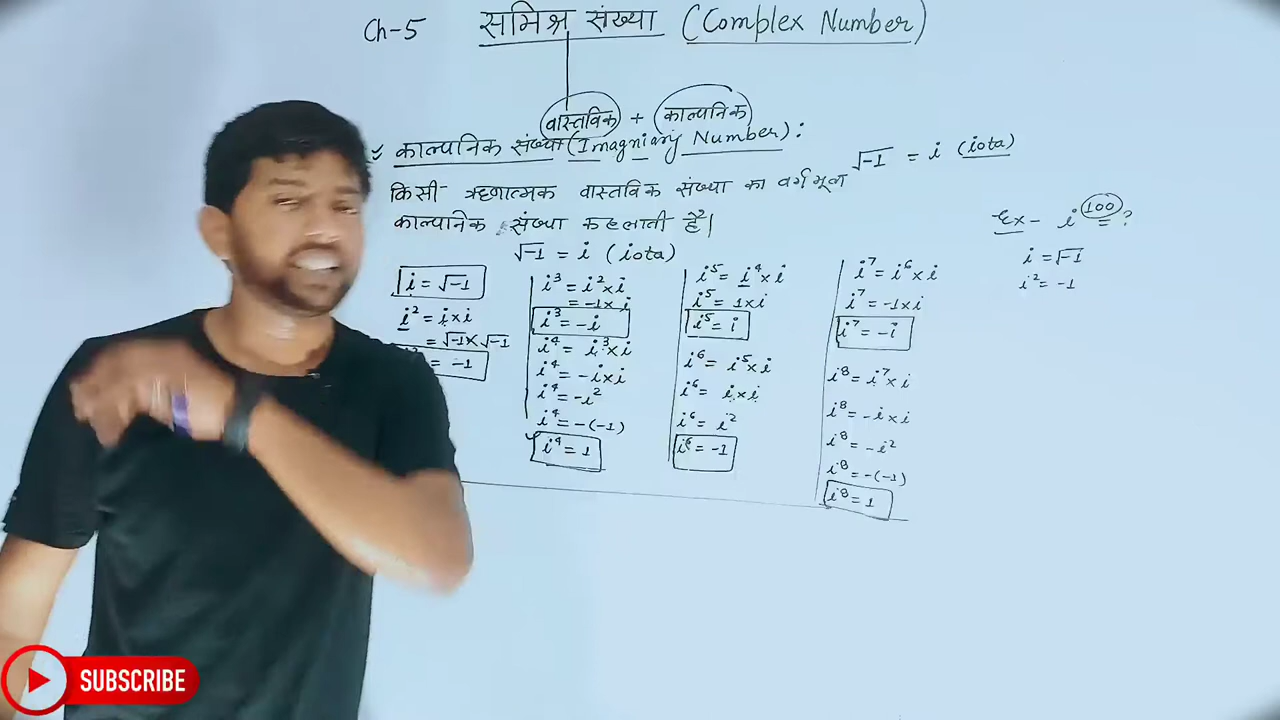 Ch-5 समिश्र संख्या (Complex Number)
वास्तविक + काल्पनिक
काल्पनिक संख्या (Imagniary Number) :
किसी ऋणात्मक वास्तविक संख्या का वर्गमूल
काल्पनिक संख्या कहलाती है।
√-1 = i (iota)
i = √-1
i² = i×i
= √-1 × √-1
= -1
i³ = i² × i
= -1 × i
i³ = -i
i⁴ = i³ × i
i⁴ = -i×i
i⁴ = -i²
i⁴ = -(-1)
i⁴ = 1
i⁵ = i⁴ × i
i⁵ = 1×i
i⁵ = i
i⁶ = i⁵×i
i⁶ = i×i
i⁶ = i²
i⁶ = -1
i⁷ = i⁶ × i
i⁷ = -1×i
i⁷ = -i
i⁸ = i⁷ × i
i⁸ = -i × i
i⁸ = -i²
i⁸ = -(-1)
i⁸ = 1
√-1 = i (iota)
Ex - i¹⁰⁰ = ?
i = √-1
i² = -1
SUBSCRIBE